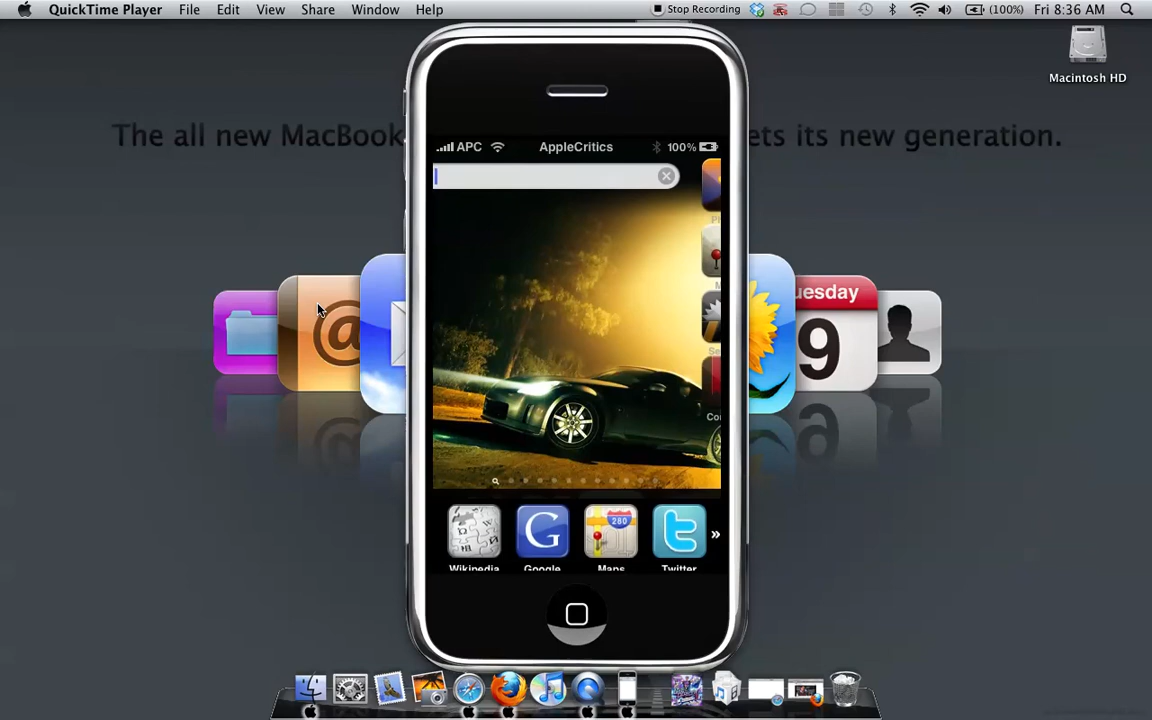 QuickTime Player File Edit View Share Window Help Stop Recording (100%) Fri 8:36 AM
Macintosh HD
The all new MacBook ets its new generation.
APC AppleCritics 100%
uesday
9
280
Wikipedia Google Maps Twitter